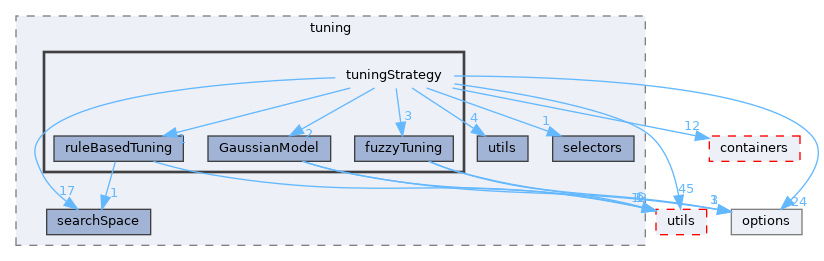 tuning
tuningStrategy
3
4
1
12
2
ruleBasedTuning
GaussianModel
fuzzyTuning
utils
selectors
containers
17
1
45
24
searchSpace
utils
options